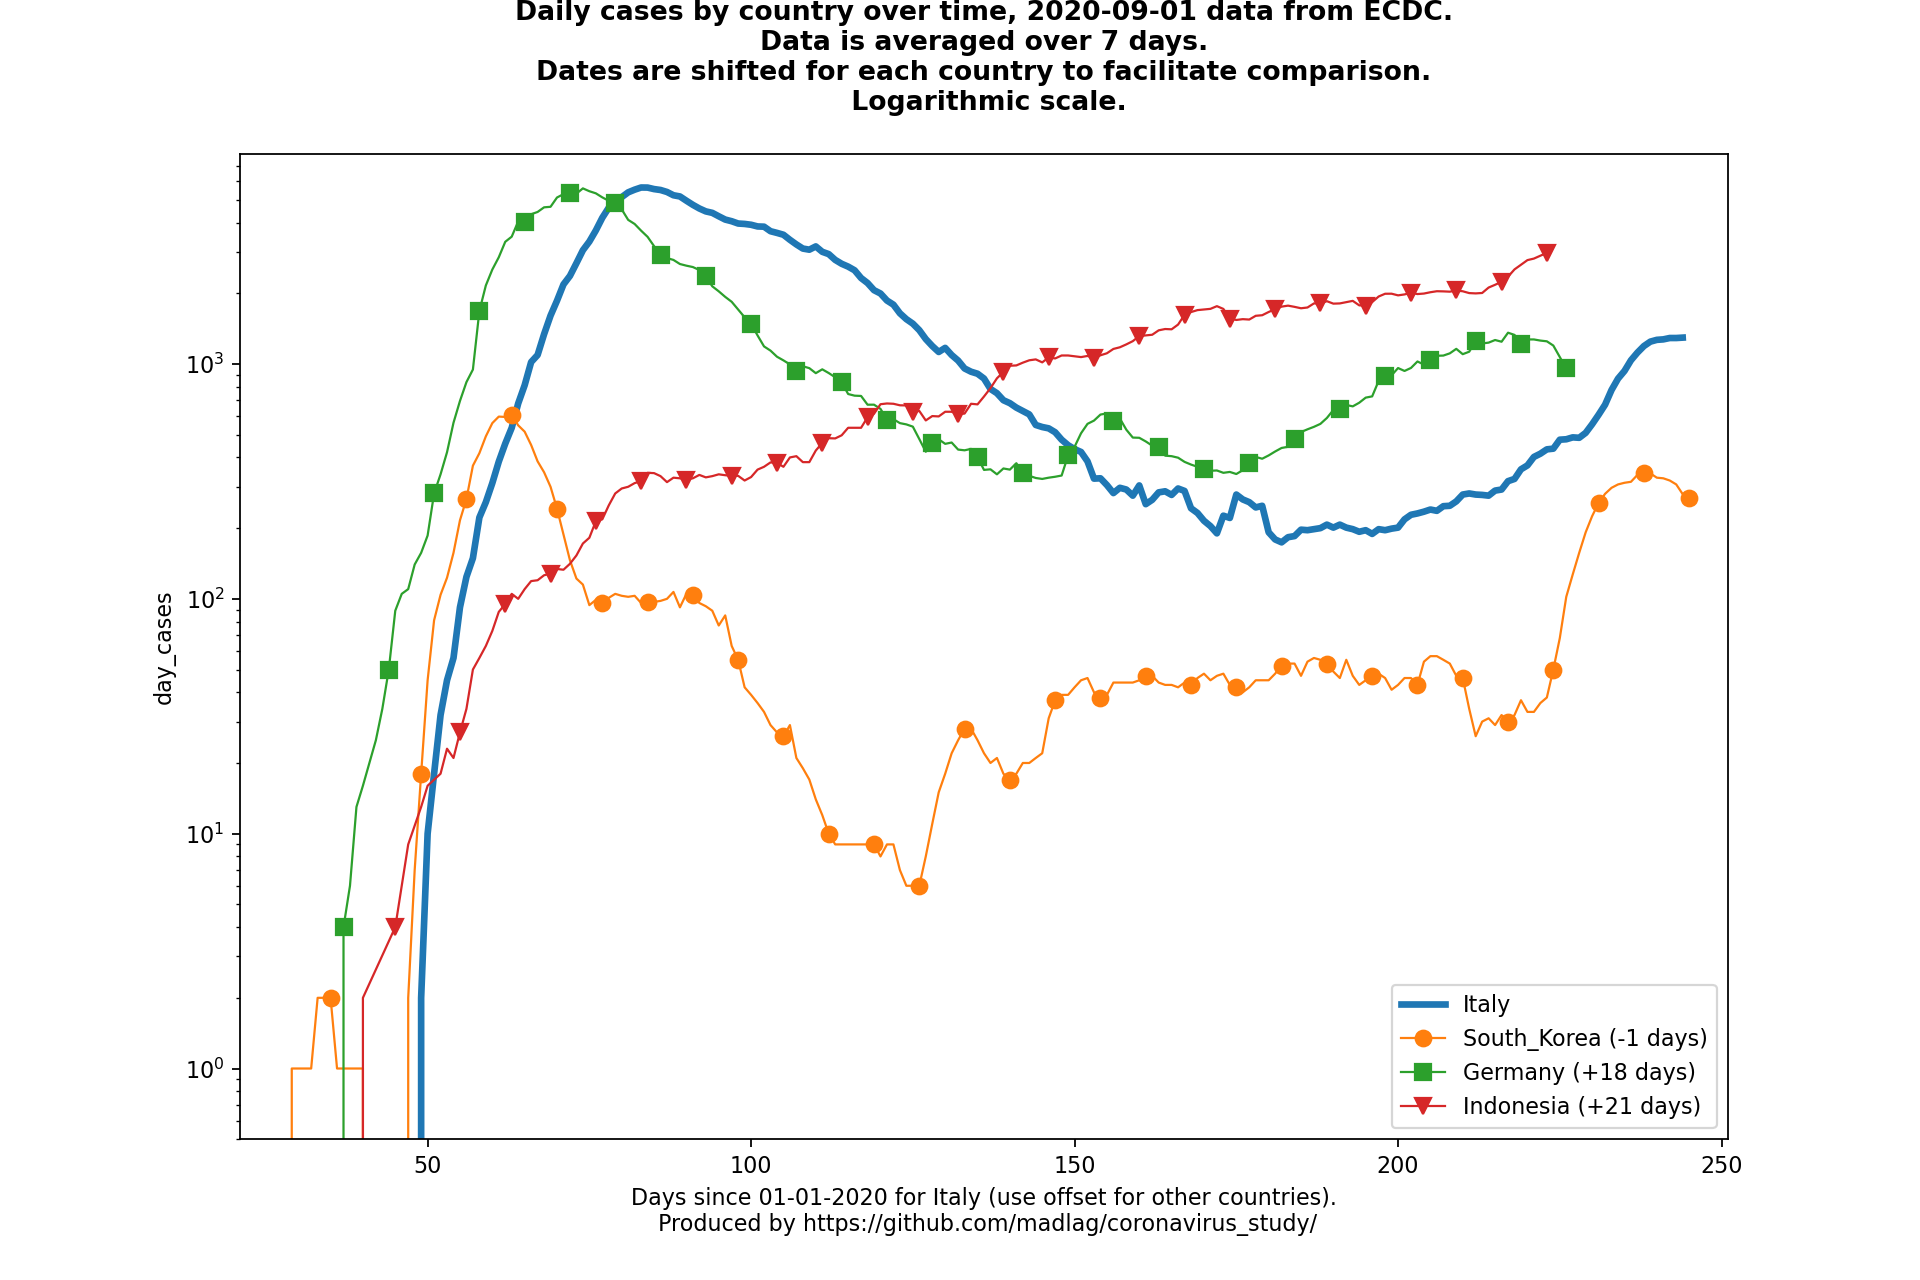 Daily cases by country over time, 2020-09-01 data from ECDC.
Data is averaged over 7 days.
Dates are shifted for each country to facilitate comparison.
Logarithmic scale.
day_cases
10³
10²
10¹
10⁰
50
100
150
200
250
Italy
South_Korea (-1 days)
Germany (+18 days)
Indonesia (+21 days)
Days since 01-01-2020 for Italy (use offset for other countries).
Produced by https://github.com/madlag/coronavirus_study/